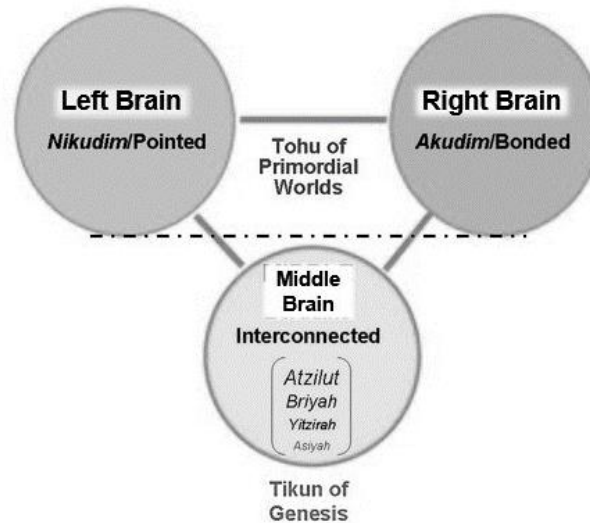 Left Brain
Nikudim/Pointed
Right Brain
Akudim/Bonded
Tohu of
Primordial
Worlds
Middle
Brain
Interconnected
Atzilut
Briyah
Yitzirah
Asiyah
Tikun of
Genesis